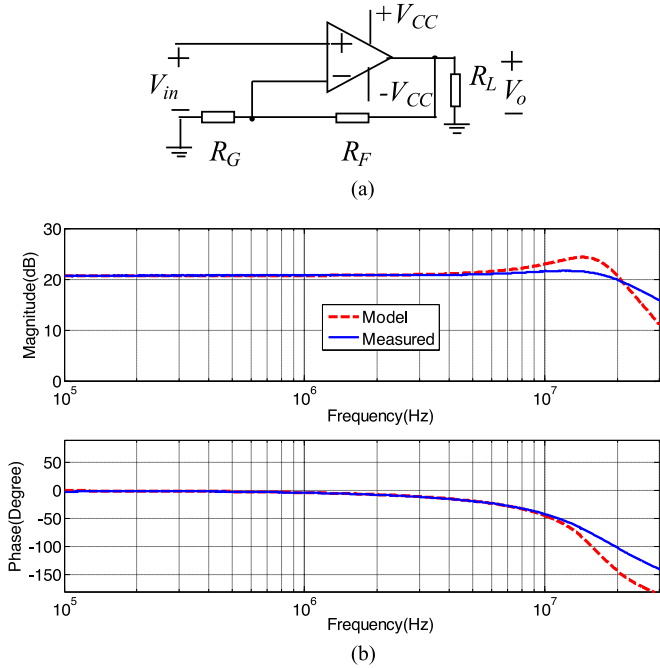 +V_CC
+
+
V_in
−
−
-V_CC
R_L
+
V_o
−
R_G
R_F
(a)
30
20
10
0
Magnitude(dB)
Model
Measured
10^5
10^6
10^7
Frequency(Hz)
50
0
-50
-100
-150
Phase(Degree)
10^5
10^6
10^7
Frequency(Hz)
(b)